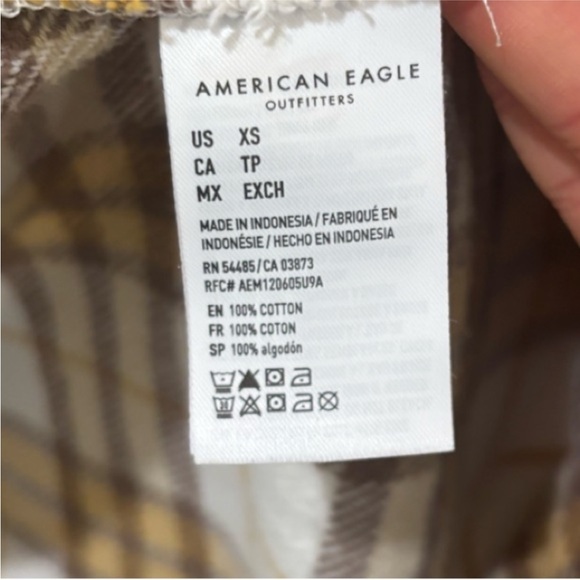 AMERICAN EAGLE
OUTFITTERS
US XS
CA TP
MX EXCH
MADE IN INDONESIA / FABRIQUÉ EN
INDONÉSIE / HECHO EN INDONESIA
RN 54485 / CA 03873
RFC# AEM120605U9A
EN 100% COTTON
FR 100% COTON
SP 100% algodón